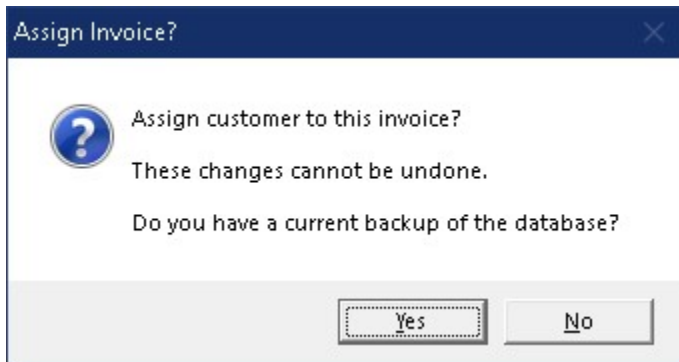 Assign Invoice?
Assign customer to this invoice?
These changes cannot be undone.
Do you have a current backup of the database?
Yes
No